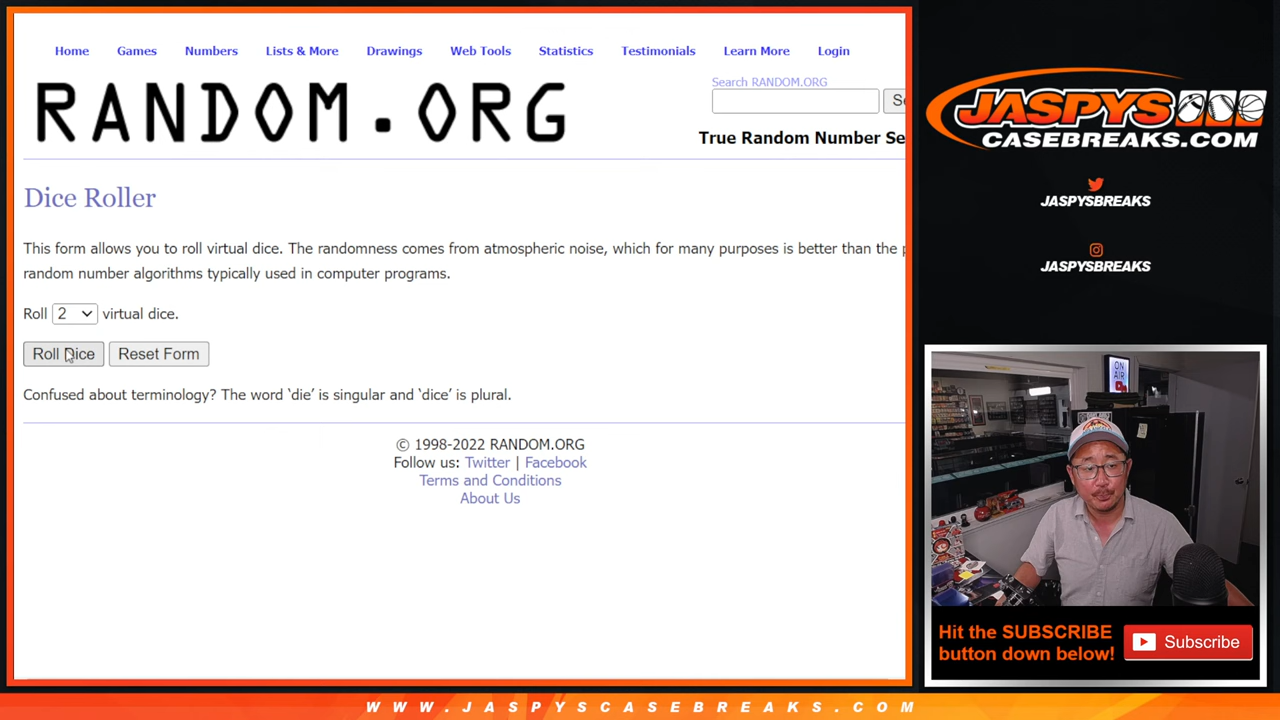 Home Games Numbers Lists & More Drawings Web Tools Statistics Testimonials Learn More Login
Search RANDOM.ORG
RANDOM.ORG
True Random Number Se
Dice Roller
This form allows you to roll virtual dice. The randomness comes from atmospheric noise, which for many purposes is better than the
random number algorithms typically used in computer programs.
Roll 2 virtual dice.
Roll Dice Reset Form
Confused about terminology? The word ‘die’ is singular and ‘dice’ is plural.
© 1998-2022 RANDOM.ORG
Follow us: Twitter | Facebook
Terms and Conditions
About Us
JASPYS
CASEBREAKS.COM
JASPYSBREAKS
JASPYSBREAKS
ON
AIR
Hit the SUBSCRIBE
button down below!
Subscribe
WWW.JASPYSCASEBREAKS.COM